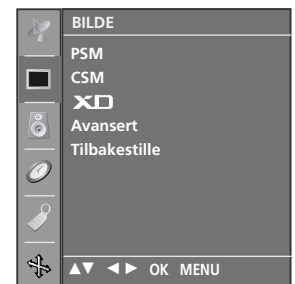 BILDE
PSM
CSM
XD
Avansert
Tilbakestille
▲▼ ◄► OK MENU